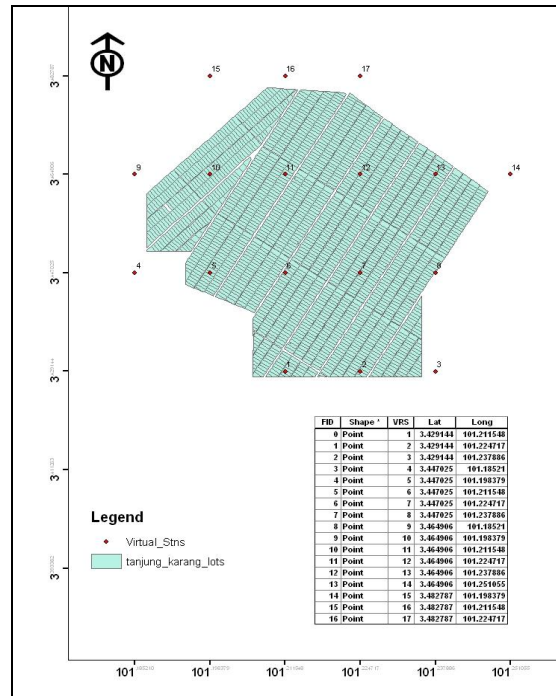 N
15 16 17
9 10 11 12 13 14
4 5 6 7 8
1 2 3
3
3
3
3
3
3
FID Shape * VRS Lat Long
0 Point 1 3.429144 101.211548
1 Point 2 3.429144 101.224717
2 Point 3 3.429144 101.237886
3 Point 4 3.447025 101.18521
4 Point 5 3.447025 101.198379
5 Point 6 3.447025 101.211548
6 Point 7 3.447025 101.224717
7 Point 8 3.447025 101.237886
8 Point 9 3.464906 101.18521
9 Point 10 3.464906 101.198379
10 Point 11 3.464906 101.211548
11 Point 12 3.464906 101.224717
12 Point 13 3.464906 101.237886
13 Point 14 3.464906 101.251055
14 Point 15 3.482787 101.198379
15 Point 16 3.482787 101.211548
16 Point 17 3.482787 101.224717
Legend
Virtual_Stns
tanjung_karang_lots
101 101 101 101 101 101